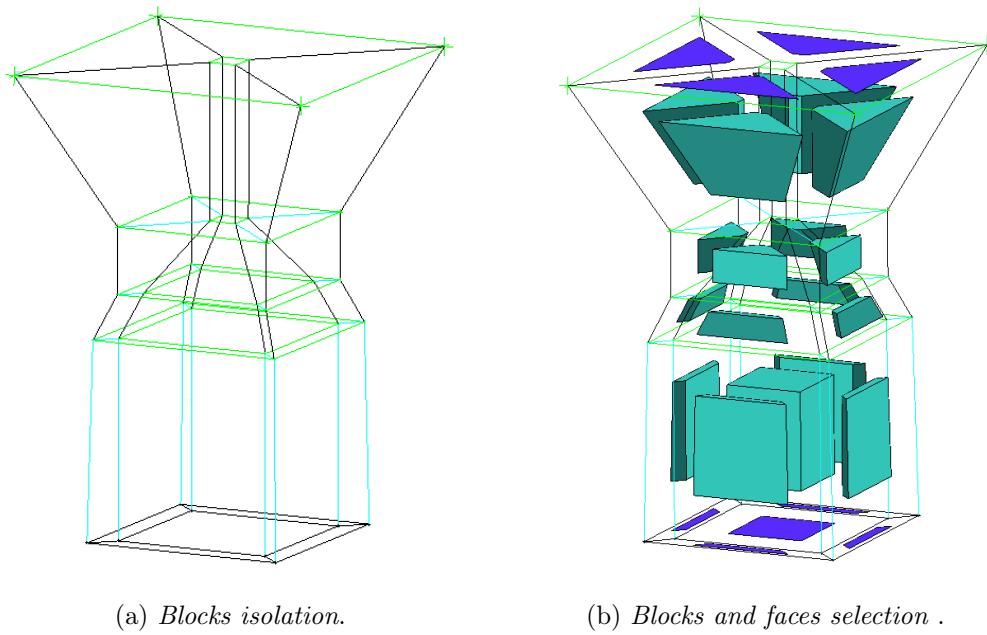 (a) Blocks isolation.
(b) Blocks and faces selection .